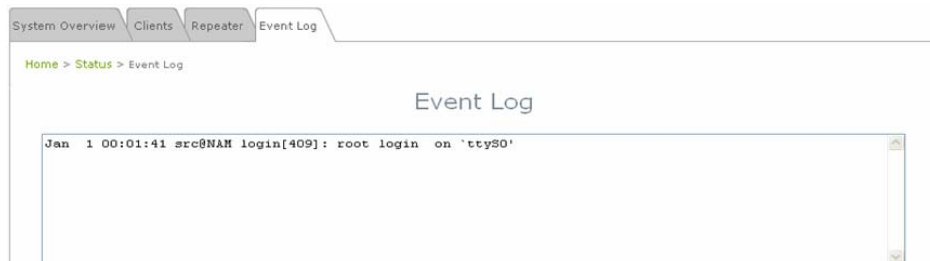 System Overview Clients Repeater Event Log
Home > Status > Event Log
Event Log
Jan  1 00:01:41 src@NAM login[409]: root login  on `ttyS0'